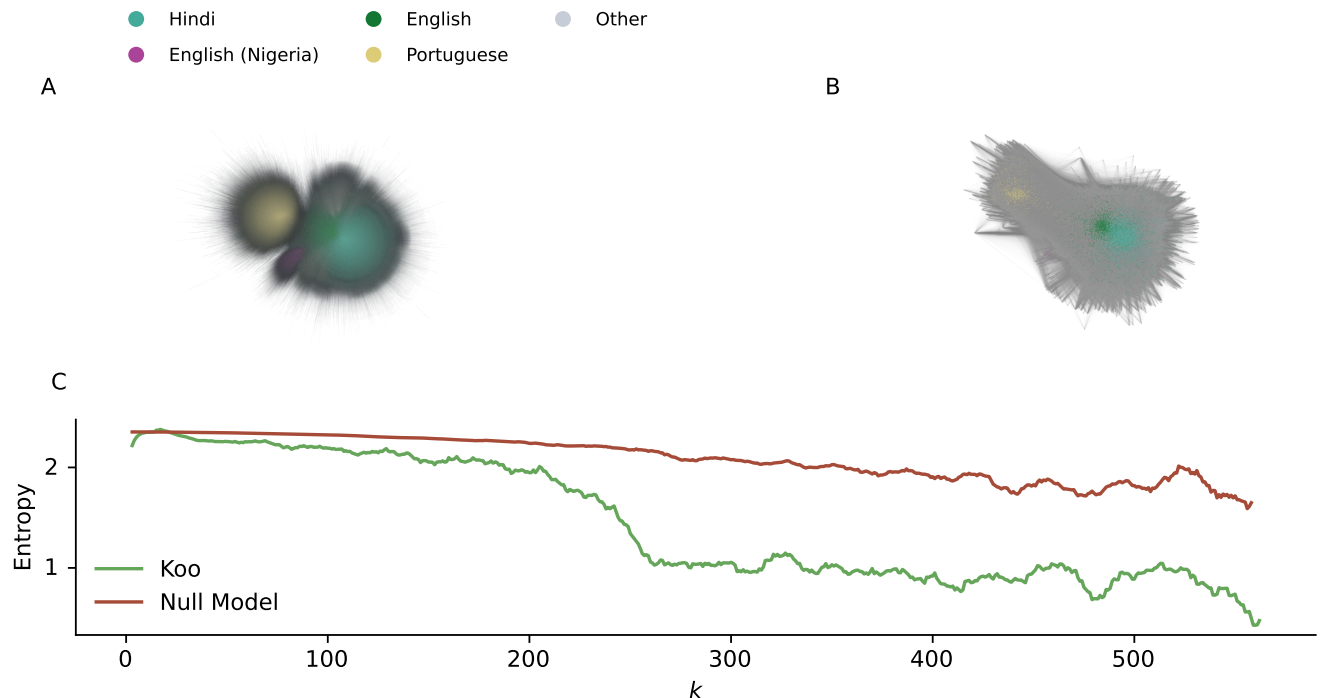 Hindi English Other
English (Nigeria) Portuguese
A B
C
Entropy
2
1
Koo
Null Model
0 100 200 300 400 500
k